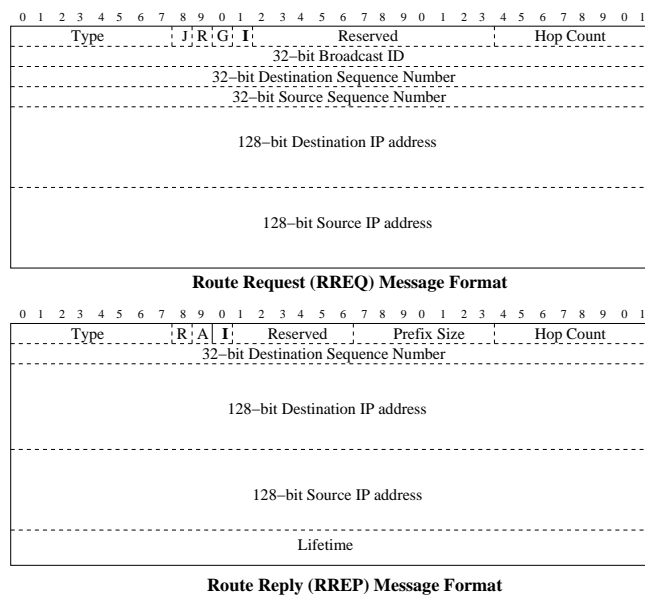 0 1 2 3 4 5 6 7 8 9 0 1 2 3 4 5 6 7 8 9 0 1 2 3 4 5 6 7 8 9 0 1
Type J R G I Reserved Hop Count
32−bit Broadcast ID
32−bit Destination Sequence Number
32−bit Source Sequence Number
128−bit Destination IP address
128−bit Source IP address
Route Request (RREQ) Message Format
0 1 2 3 4 5 6 7 8 9 0 1 2 3 4 5 6 7 8 9 0 1 2 3 4 5 6 7 8 9 0 1
Type R A I Reserved Prefix Size Hop Count
32−bit Destination Sequence Number
128−bit Destination IP address
128−bit Source IP address
Lifetime
Route Reply (RREP) Message Format